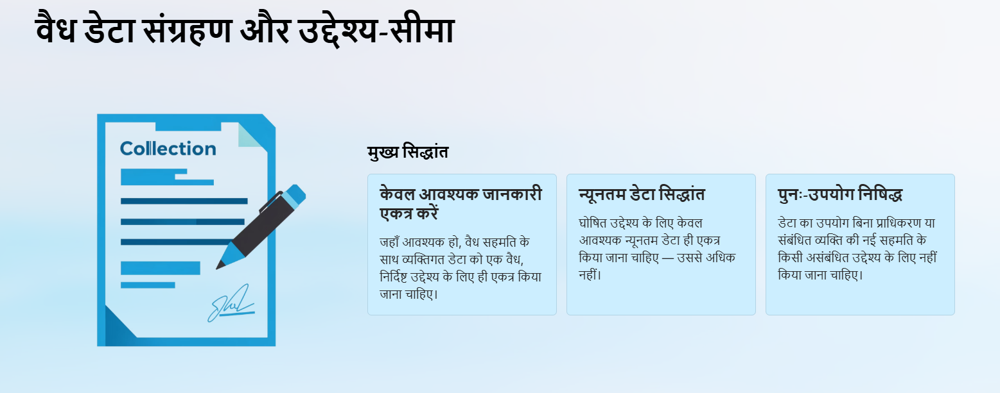 वैध डेटा संग्रहण और उद्देश्य-सीमा
Collection
मुख्य सिद्धांत
केवल आवश्यक जानकारी
एकत्र करें
जहाँ आवश्यक हो, वैध सहमति के
साथ व्यक्तिगत डेटा को एक वैध,
निर्दिष्ट उद्देश्य के लिए ही एकत्र किया
जाना चाहिए।
न्यूनतम डेटा सिद्धांत
घोषित उद्देश्य के लिए केवल
आवश्यक न्यूनतम डेटा ही एकत्र
किया जाना चाहिए — उससे अधिक
नहीं।
पुनः-उपयोग निषिद्ध
डेटा का उपयोग बिना प्राधिकरण या
संबंधित व्यक्ति की नई सहमति के
किसी असंबंधित उद्देश्य के लिए नहीं
किया जाना चाहिए।